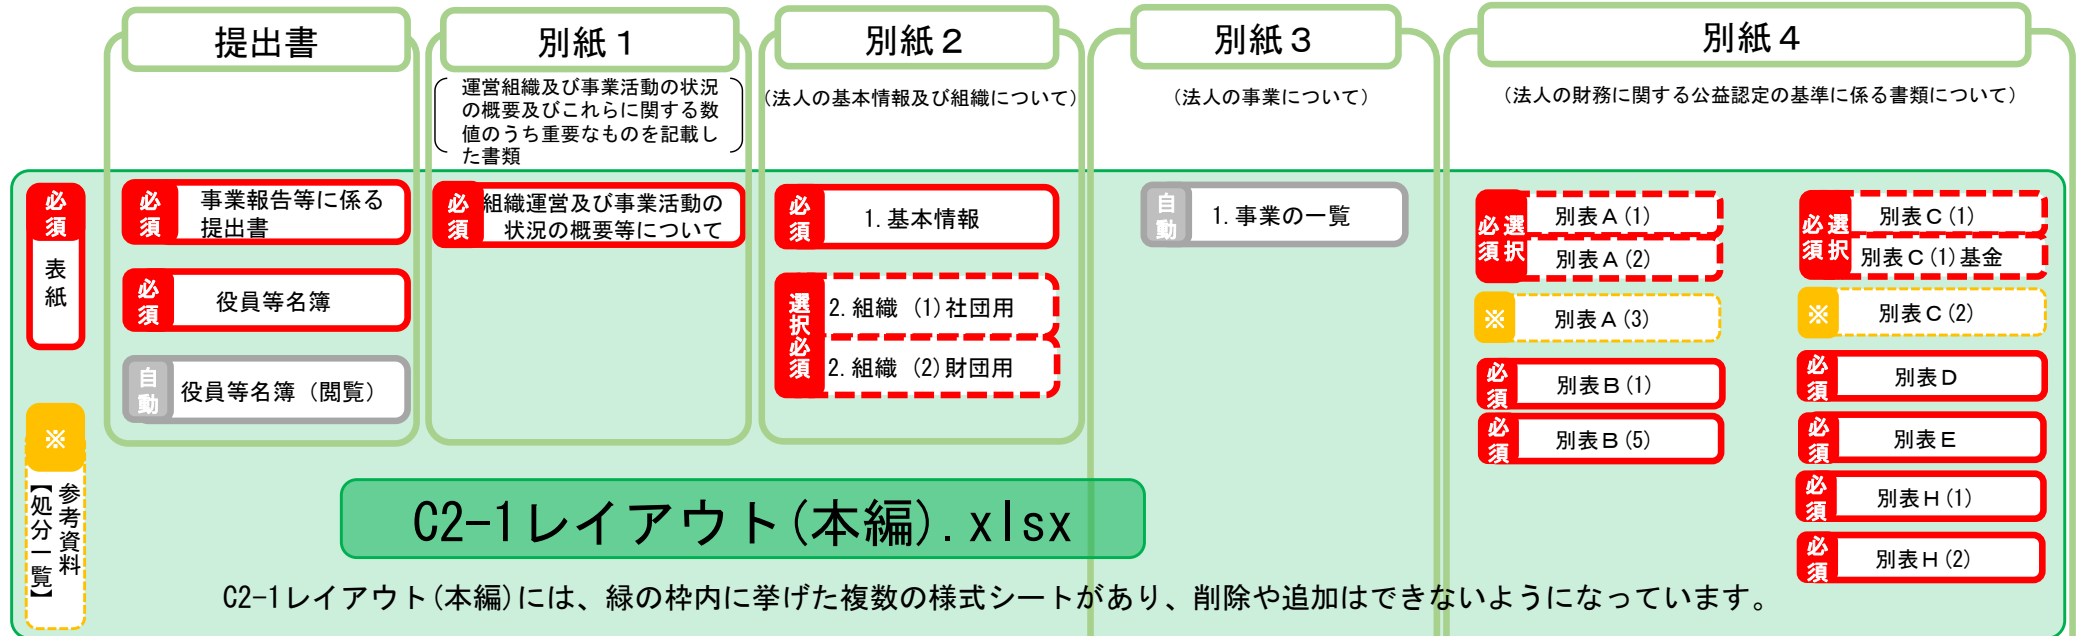 提出書
別紙１
別紙２
別紙３
別紙４
運営組織及び事業活動の状況
の概要及びこれらに関する数
値のうち重要なものを記載し
た書類
(法人の基本情報及び組織について)
(法人の事業について)
(法人の財務に関する公益認定の基準に係る書類について)
必須
表紙
※
参考資料
【処分一覧】
必須
事業報告等に係る
提出書
必須
役員等名簿
自動
役員等名簿（閲覧）
必須
組織運営及び事業活動の
状況の概要等について
必須
1.基本情報
選択必須
2.組織 (1)社団用
2.組織 (2)財団用
自動
1.事業の一覧
必須選択
別表Ａ(1)
別表Ａ(2)
※
別表Ａ(3)
必須
別表Ｂ(1)
必須
別表Ｂ(5)
必須選択
別表Ｃ(1)
別表Ｃ(1)基金
※
別表Ｃ(2)
必須
別表Ｄ
必須
別表Ｅ
必須
別表Ｈ(1)
必須
別表Ｈ(2)
C2-1レイアウト(本編).xlsx
C2-1レイアウト(本編)には、緑の枠内に挙げた複数の様式シートがあり、削除や追加はできないようになっています。